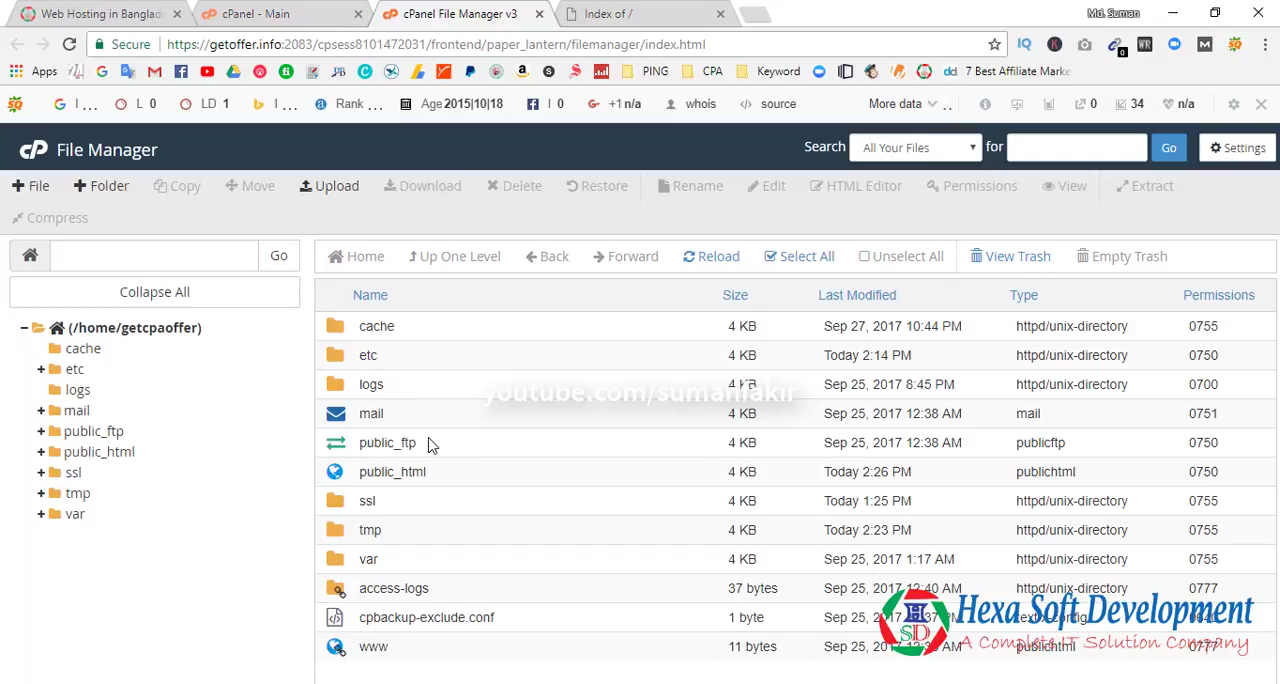 Web Hosting in Banglad
cPanel - Main
cPanel File Manager v3
Index of /
Md. Suman
Secure
https://getoffer.info:2083/cpsess8101472031/frontend/paper_lantern/filemanager/index.html
Apps
PING
CPA
Keyword
7 Best Affiliate Marke
I ...
L 0
LD 1
I ...
Rank ...
Age 2015|10|18
I 0
+1 n/a
whois
source
More data
0
34
n/a
cP File Manager
Search
All Your Files
for
Go
Settings
File
Folder
Copy
Move
Upload
Download
Delete
Restore
Rename
Edit
HTML Editor
Permissions
View
Extract
Compress
Go
Home
Up One Level
Back
Forward
Reload
Select All
Unselect All
View Trash
Empty Trash
Collapse All
(/home/getcpaoffer)
cache
etc
logs
mail
public_ftp
public_html
ssl
tmp
var
Name Size Last Modified Type Permissions
cache 4 KB Sep 27, 2017 10:44 PM httpd/unix-directory 0755
etc 4 KB Today 2:14 PM httpd/unix-directory 0750
logs 4 KB Sep 25, 2017 8:45 PM httpd/unix-directory 0700
youtube.com/sumanfakir
mail 4 KB Sep 25, 2017 12:38 AM mail 0751
public_ftp 4 KB Sep 25, 2017 12:38 AM publicftp 0750
public_html 4 KB Today 2:26 PM publichtml 0750
ssl 4 KB Today 1:25 PM httpd/unix-directory 0755
tmp 4 KB Today 2:23 PM httpd/unix-directory 0755
var 4 KB Sep 25, 2017 1:17 AM httpd/unix-directory 0755
access-logs 37 bytes Sep 25, 2017 12:40 AM httpd/unix-directory 0777
cpbackup-exclude.conf 1 byte Sep 25,
www 11 bytes Sep 25, AM publichtml 0777
HSD
Hexa Soft Development
A Complete IT Solution Company